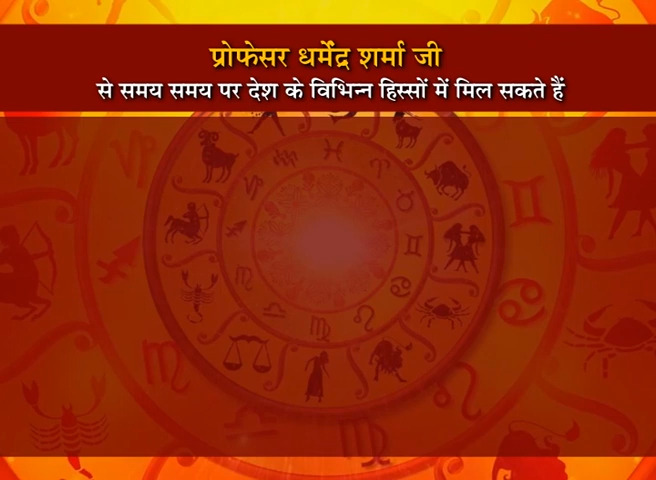 प्रोफेसर धर्मेंद्र शर्मा जी
से समय समय पर देश के विभिन्न हिस्सों में मिल सकते हैं